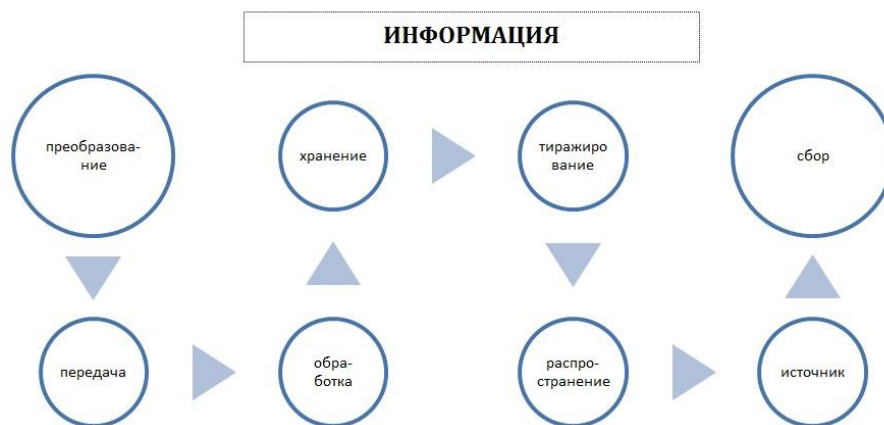 ИНФОРМАЦИЯ
преобразова-
ние
хранение
тиражиро
вание
сбор
передача
обра-
ботка
распро-
странение
источник